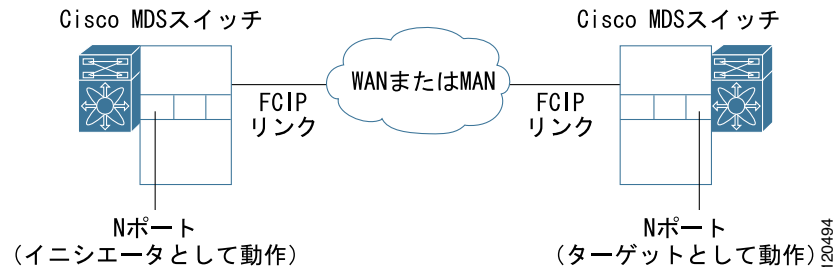 Cisco MDSスイッチ
Cisco MDSスイッチ
WANまたはMAN
FCIP
リンク
FCIP
リンク
Nポート
(イニシエータとして動作)
Nポート
(ターゲットとして動作)
120494